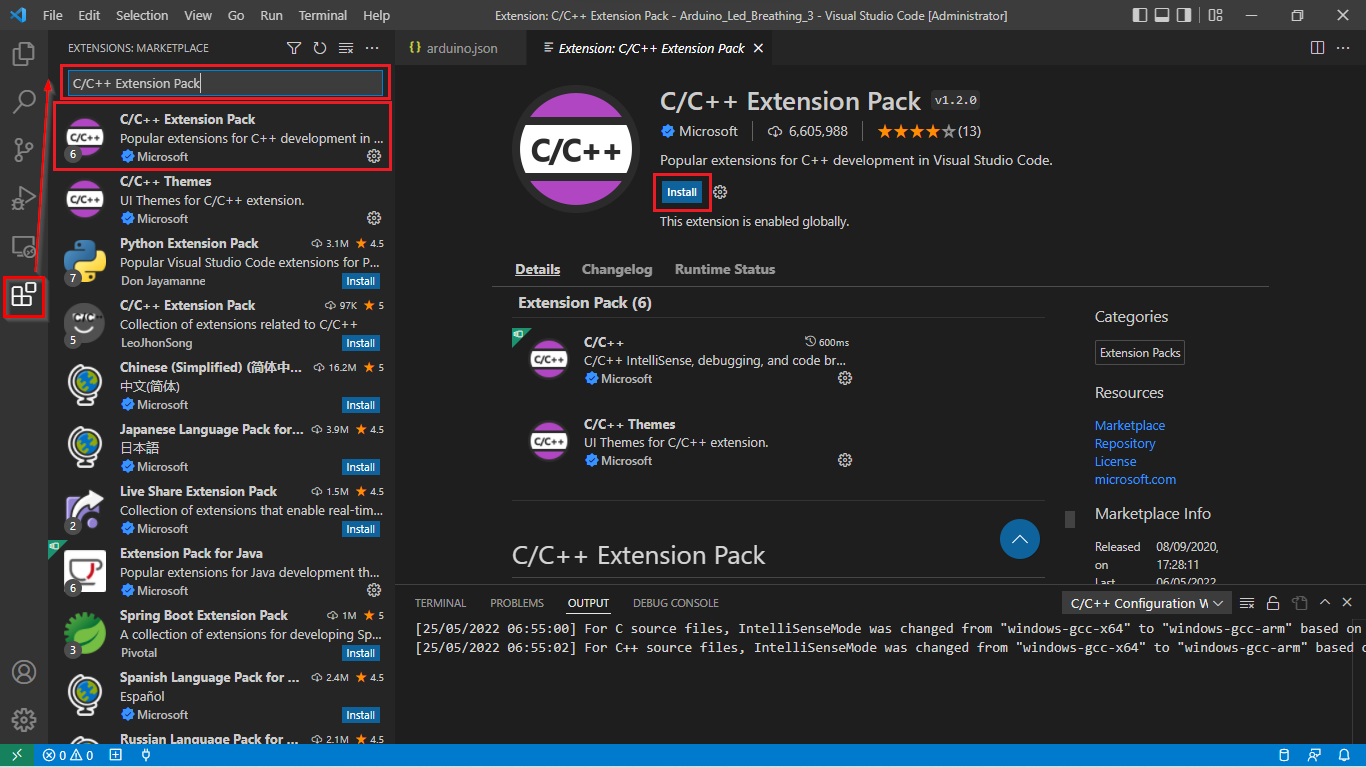 File Edit Selection View Go Run Terminal Help
Extension: C/C++ Extension Pack - Arduino_Led_Breathing_3 - Visual Studio Code [Administrator]
EXTENSIONS: MARKETPLACE
C/C++ Extension Pack
C/C++
6
C/C++ Extension Pack
Popular extensions for C++ development in ...
Microsoft
C/C++
C/C++ Themes
UI Themes for C/C++ extension.
Microsoft
7
Python Extension Pack 3.1M ★ 4.5
Popular Visual Studio Code extensions for P...
Don Jayamanne Install
C/C++
5
C/C++ Extension Pack 97K ★ 5
Collection of extensions related to C/C++
LeoJhonSong Install
Chinese (Simplified) (简体中... 16.2M ★ 5
中文(简体)
Microsoft Install
Japanese Language Pack for... 3.9M ★ 4.5
日本語
Microsoft Install
2
Live Share Extension Pack 1.5M ★ 4.5
Collection of extensions that enable real-tim...
Microsoft Install
6
Extension Pack for Java
Popular extensions for Java development th...
Microsoft
3
Spring Boot Extension Pack 1M ★ 5
A collection of extensions for developing Sp...
Pivotal Install
Spanish Language Pack for ... 2.4M ★ 4.5
Español
Microsoft Install
Russian Language Pack for ... 2.1M ★ 4.5
{} arduino.json
Extension: C/C++ Extension Pack
C/C++
C/C++ Extension Pack v1.2.0
Microsoft 6,605,988 ★★★★☆(13)
Popular extensions for C++ development in Visual Studio Code.
Install
This extension is enabled globally.
Details Changelog Runtime Status
Extension Pack (6)
C/C++
C/C++ 600ms
C/C++ IntelliSense, debugging, and code br...
Microsoft
C/C++
C/C++ Themes
UI Themes for C/C++ extension.
Microsoft
C/C++ Extension Pack
Categories
Extension Packs
Resources
Marketplace
Repository
License
microsoft.com
Marketplace Info
Released 08/09/2020,
on 17:28:11
Last 06/05/2022
TERMINAL PROBLEMS OUTPUT DEBUG CONSOLE
C/C++ Configuration W
[25/05/2022 06:55:00] For C source files, IntelliSenseMode was changed from "windows-gcc-x64" to "windows-gcc-arm" based on
[25/05/2022 06:55:02] For C++ source files, IntelliSenseMode was changed from "windows-gcc-x64" to "windows-gcc-arm" based o
0 0